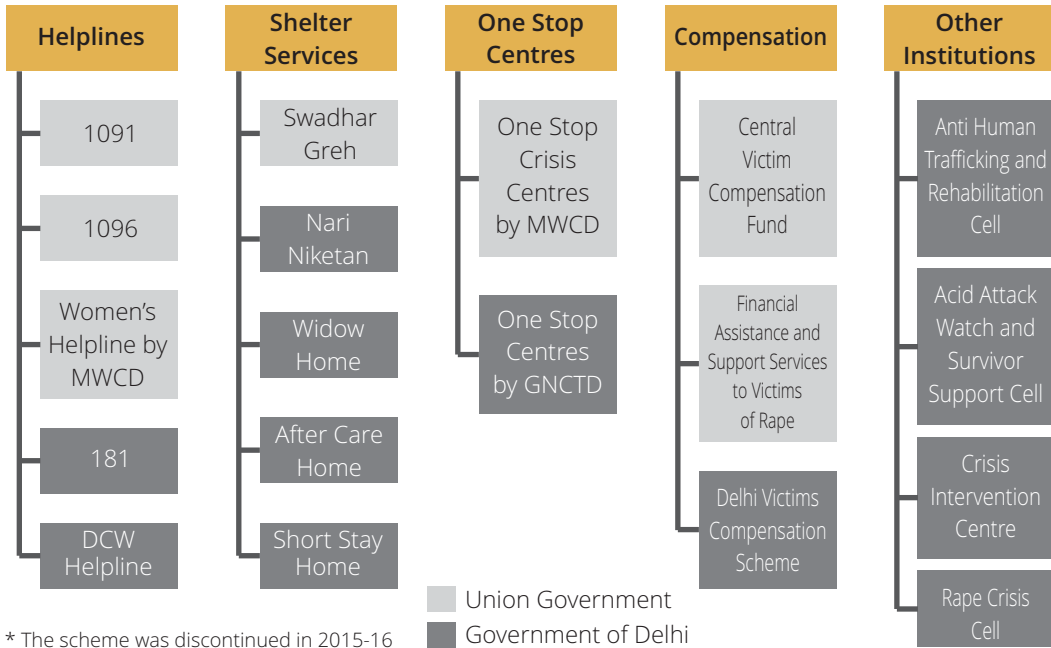 Helplines
1091
1096
Women’s
Helpline by
MWCD
181
DCW
Helpline
Shelter
Services
Swadhar
Greh
Nari
Niketan
Widow
Home
After Care
Home
Short Stay
Home
One Stop
Centres
One Stop
Crisis
Centres
by MWCD
One Stop
Centres
by GNCTD
Compensation
Central
Victim
Compensation
Fund
Financial
Assistance and
Support Services
to Victims
of Rape
Delhi Victims
Compensation
Scheme
Other
Institutions
Anti Human
Trafficking and
Rehabilitation
Cell
Acid Attack
Watch and
Survivor
Support Cell
Crisis
Intervention
Centre
Rape Crisis
Cell
Union Government
Government of Delhi
* The scheme was discontinued in 2015-16